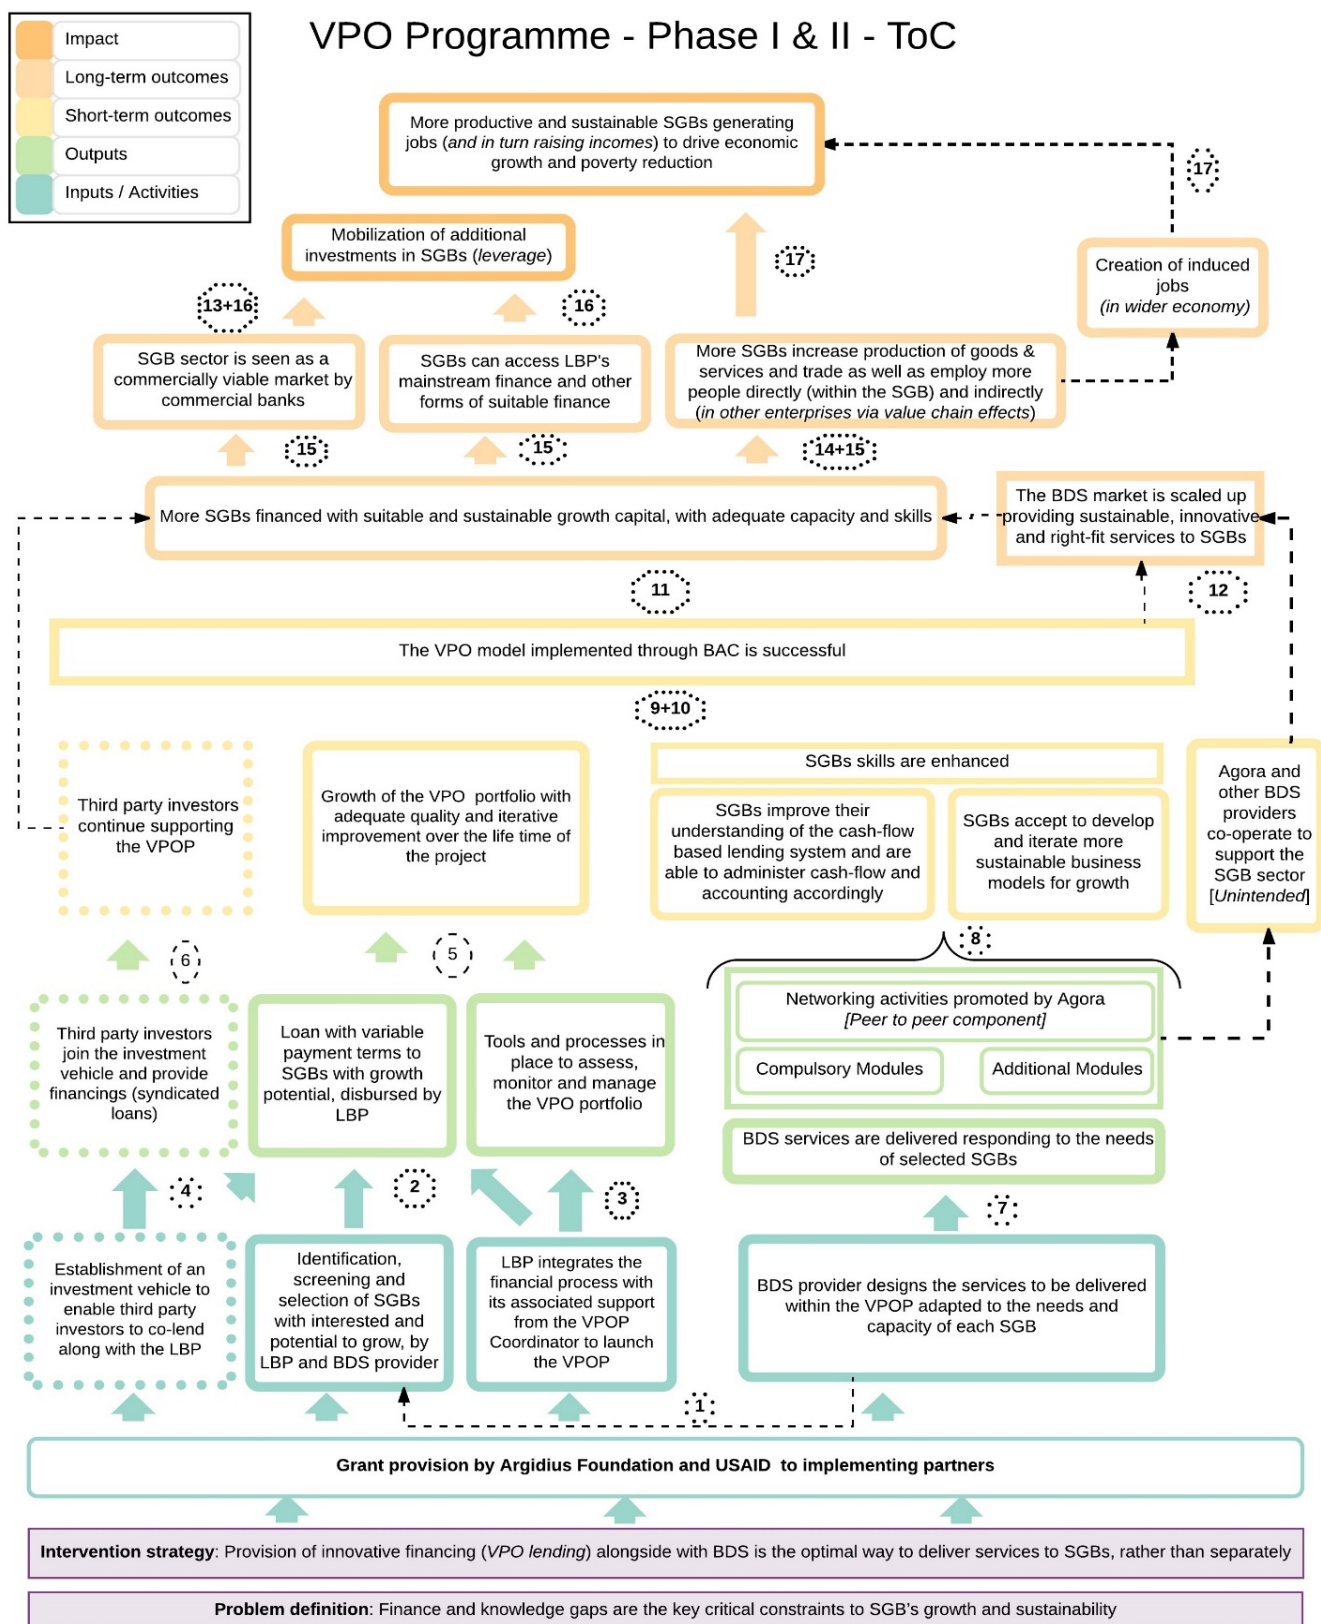 VPO Programme - Phase I & II - ToC
Impact
Long-term outcomes
Short-term outcomes
Outputs
Inputs / Activities
More productive and sustainable SGBs generating
jobs (and in turn raising incomes) to drive economic
growth and poverty reduction
17
Mobilization of additional
investments in SGBs (leverage)
17
Creation of induced
jobs
(in wider economy)
13+16
16
SGB sector is seen as a
commercially viable market by
commercial banks
SGBs can access LBP's
mainstream finance and other
forms of suitable finance
More SGBs increase production of goods &
services and trade as well as employ more
people directly (within the SGB) and indirectly
(in other enterprises via value chain effects)
15
15
14+15
More SGBs financed with suitable and sustainable growth capital, with adequate capacity and skills
The BDS market is scaled up
providing sustainable, innovative
and right-fit services to SGBs
11
12
The VPO model implemented through BAC is successful
9+10
Third party investors
continue supporting
the VPOP
Growth of the VPO portfolio with
adequate quality and iterative
improvement over the life time of
the project
SGBs skills are enhanced
SGBs improve their
understanding of the cash-flow
based lending system and are
able to administer cash-flow and
accounting accordingly
SGBs accept to develop
and iterate more
sustainable business
models for growth
Agora and
other BDS
providers
co-operate to
support the
SGB sector
[Unintended]
6
5
8
Third party investors
join the investment
vehicle and provide
financings (syndicated
loans)
Loan with variable
payment terms to
SGBs with growth
potential, disbursed by
LBP
Tools and processes in
place to assess,
monitor and manage
the VPO portfolio
Networking activities promoted by Agora
[Peer to peer component]
Compulsory Modules
Additional Modules
BDS services are delivered responding to the needs
of selected SGBs
4
2
3
7
Establishment of an
investment vehicle to
enable third party
investors to co-lend
along with the LBP
Identification,
screening and
selection of SGBs
with interested and
potential to grow, by
LBP and BDS provider
LBP integrates the
financial process with
its associated support
from the VPOP
Coordinator to launch
the VPOP
BDS provider designs the services to be delivered
within the VPOP adapted to the needs and
capacity of each SGB
1
Grant provision by Argidius Foundation and USAID to implementing partners
Intervention strategy: Provision of innovative financing (VPO lending) alongside with BDS is the optimal way to deliver services to SGBs, rather than separately
Problem definition: Finance and knowledge gaps are the key critical constraints to SGB's growth and sustainability